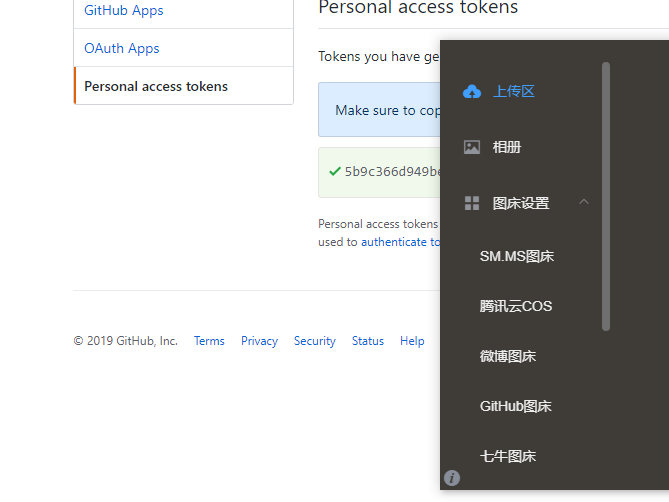 GitHub Apps
OAuth Apps
Personal access tokens
Personal access tokens
Tokens you have ge
Make sure to cop
5b9c366d949be
Personal access tokens
used to authenticate to
© 2019 GitHub, Inc. Terms Privacy Security Status Help
上传区
相册
图床设置
SM.MS图床
腾讯云COS
微博图床
GitHub图床
七牛图床